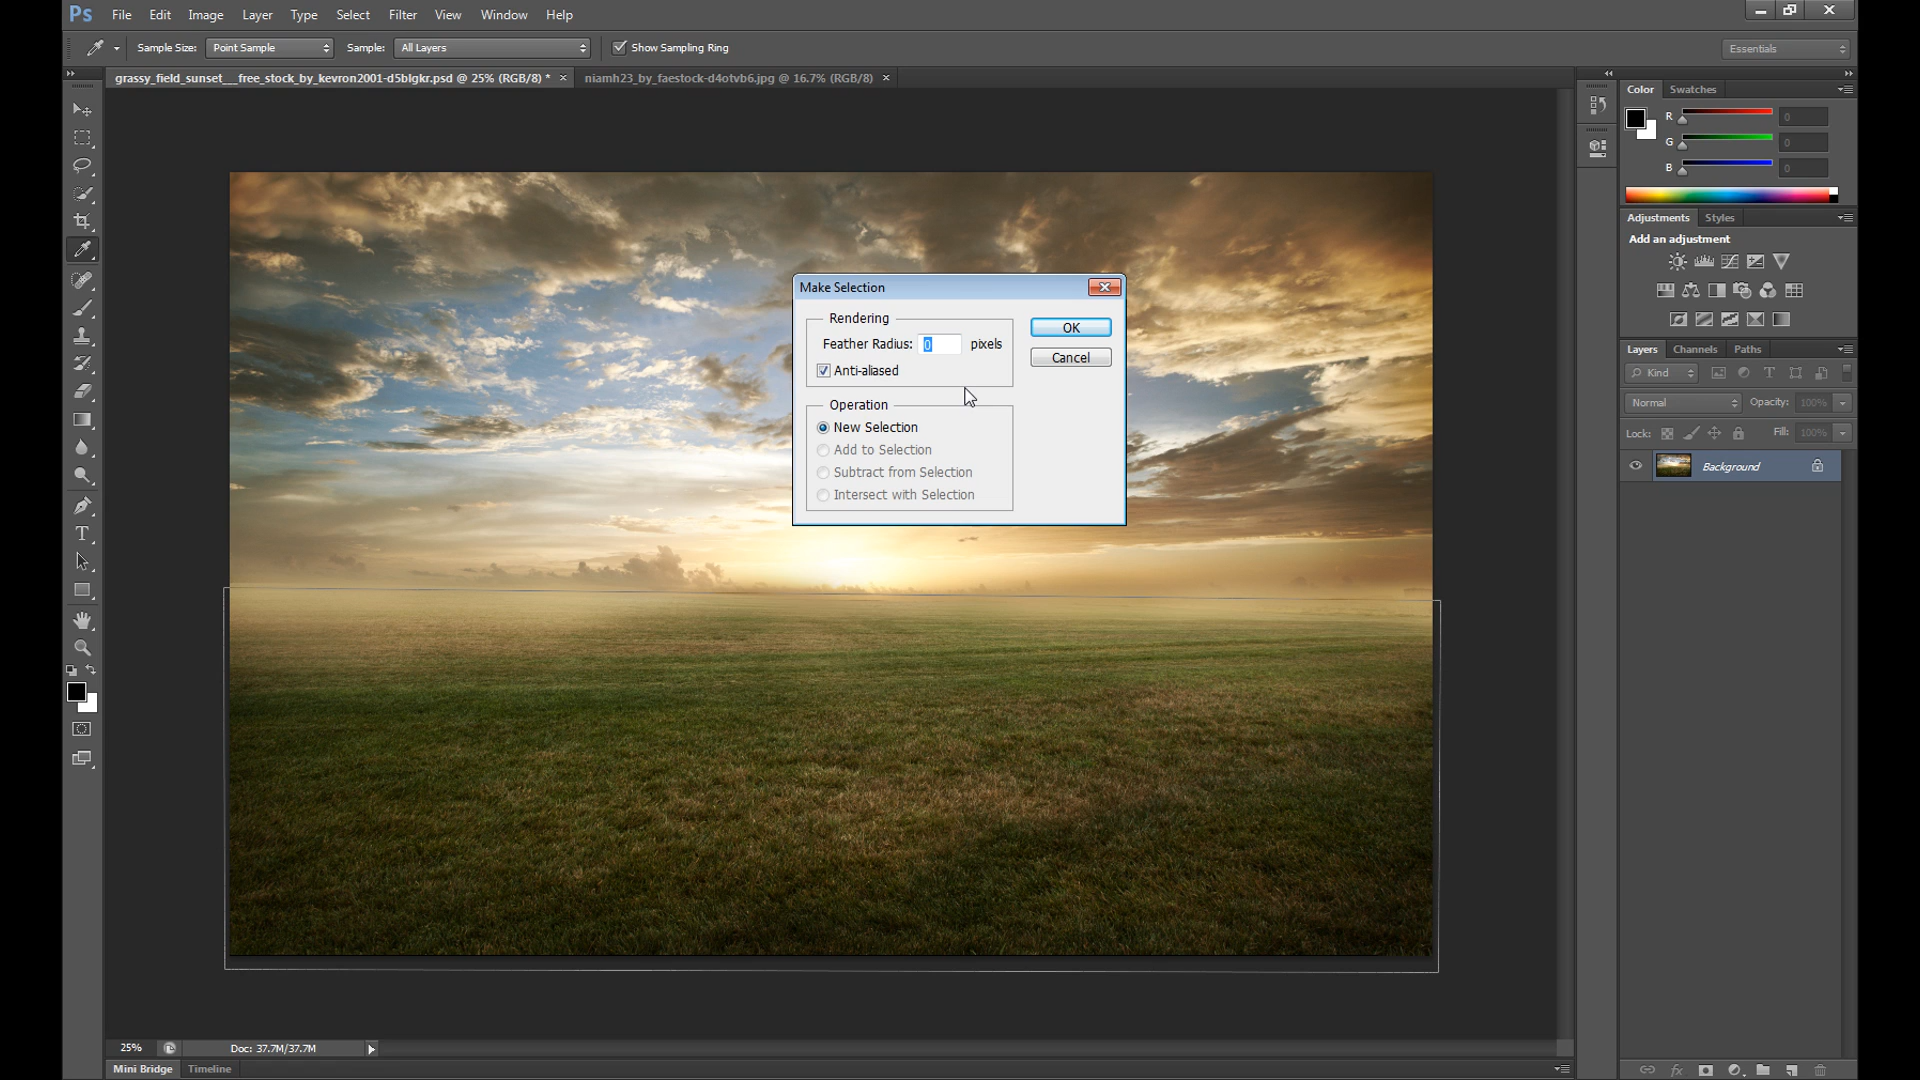 Ps File Edit Image Layer Type Select Filter View Window Help
Sample Size: Point Sample Sample: All Layers Show Sampling Ring Essentials
grassy_field_sunset___free_stock_by_kevron2001-d5blgkr.psd @ 25% (RGB/8) * × niamh23_by_faestock-d4otvb6.jpg @ 16.7% (RGB/8) ×
Color Swatches
R 0
G 0
B 0
Adjustments Styles
Add an adjustment
Make Selection
Rendering
Feather Radius: 0 pixels
Anti-aliased
OK
Cancel
Operation
New Selection
Add to Selection
Subtract from Selection
Intersect with Selection
Layers Channels Paths
Kind
Normal Opacity: 100%
Lock: Fill: 100%
Background
25% Doc: 37.7M/37.7M
Mini Bridge Timeline